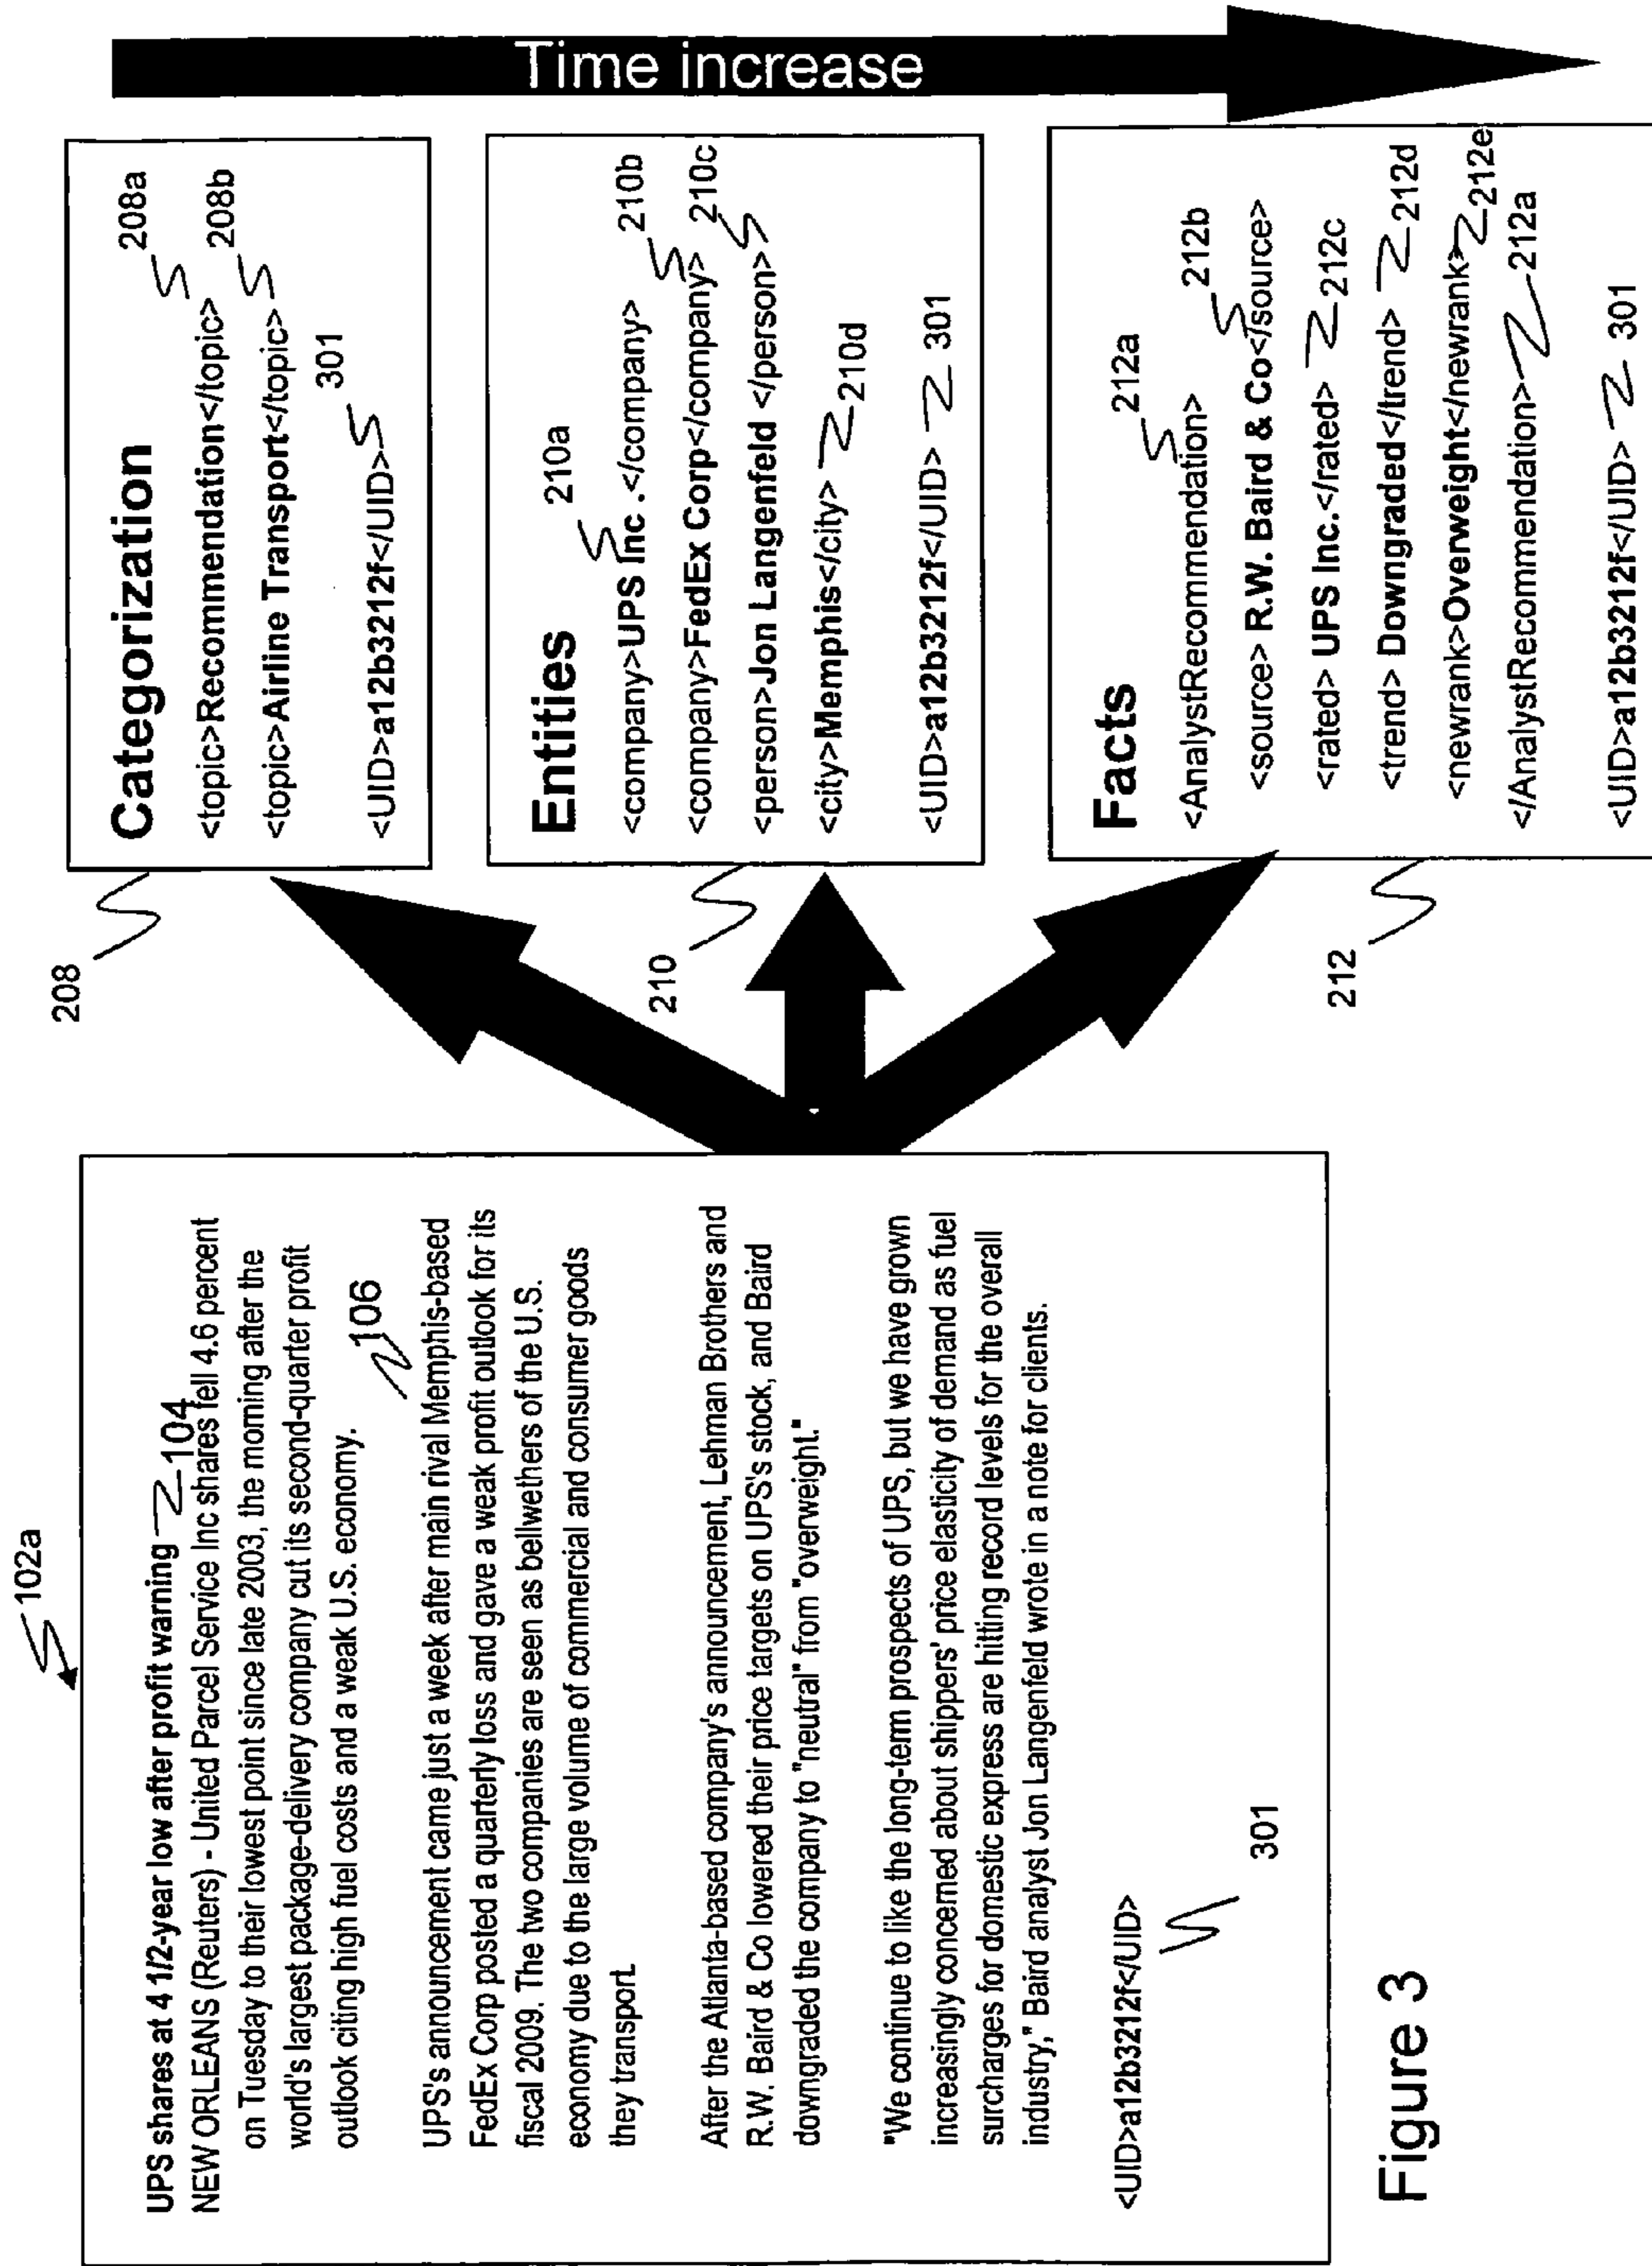 102a
UPS shares at 4 1/2-year low after profit warning 104
NEW ORLEANS (Reuters) - United Parcel Service Inc shares fell 4.6 percent
on Tuesday to their lowest point since late 2003, the morning after the
world's largest package-delivery company cut its second-quarter profit
outlook citing high fuel costs and a weak U.S. economy.
106
UPS's announcement came just a week after main rival Memphis-based
FedEx Corp posted a quarterly loss and gave a weak profit outlook for its
fiscal 2009. The two companies are seen as bellwethers of the U.S.
economy due to the large volume of commercial and consumer goods
they transport.
After the Atlanta-based company's announcement, Lehman Brothers and
R.W. Baird & Co lowered their price targets on UPS's stock, and Baird
downgraded the company to "neutral" from "overweight."
"We continue to like the long-term prospects of UPS, but we have grown
increasingly concerned about shippers' price elasticity of demand as fuel
surcharges for domestic express are hitting record levels for the overall
industry," Baird analyst Jon Langenfeld wrote in a note for clients.
<UID>a12b3212f</UID>
301
208
Categorization
208a
<topic>Recommendation</topic>
208b
<topic>Airline Transport</topic>
301
<UID>a12b3212f</UID>
210
Entities 210a
<company>UPS Inc .</company> 210b
<company>FedEx Corp</company> 210c
<person>Jon Langenfeld </person>
<city>Memphis</city> 210d
<UID>a12b3212f</UID> 301
212
Facts
212a
<AnalystRecommendation> 212b
<source> R.W. Baird & Co</source>
<rated> UPS Inc.</rated> 212c
<trend> Downgraded</trend> 212d
<newrank>Overweight</newrank> 212e
</AnalystRecommendation> 212a
<UID>a12b3212f</UID> 301
Time increase
Figure 3